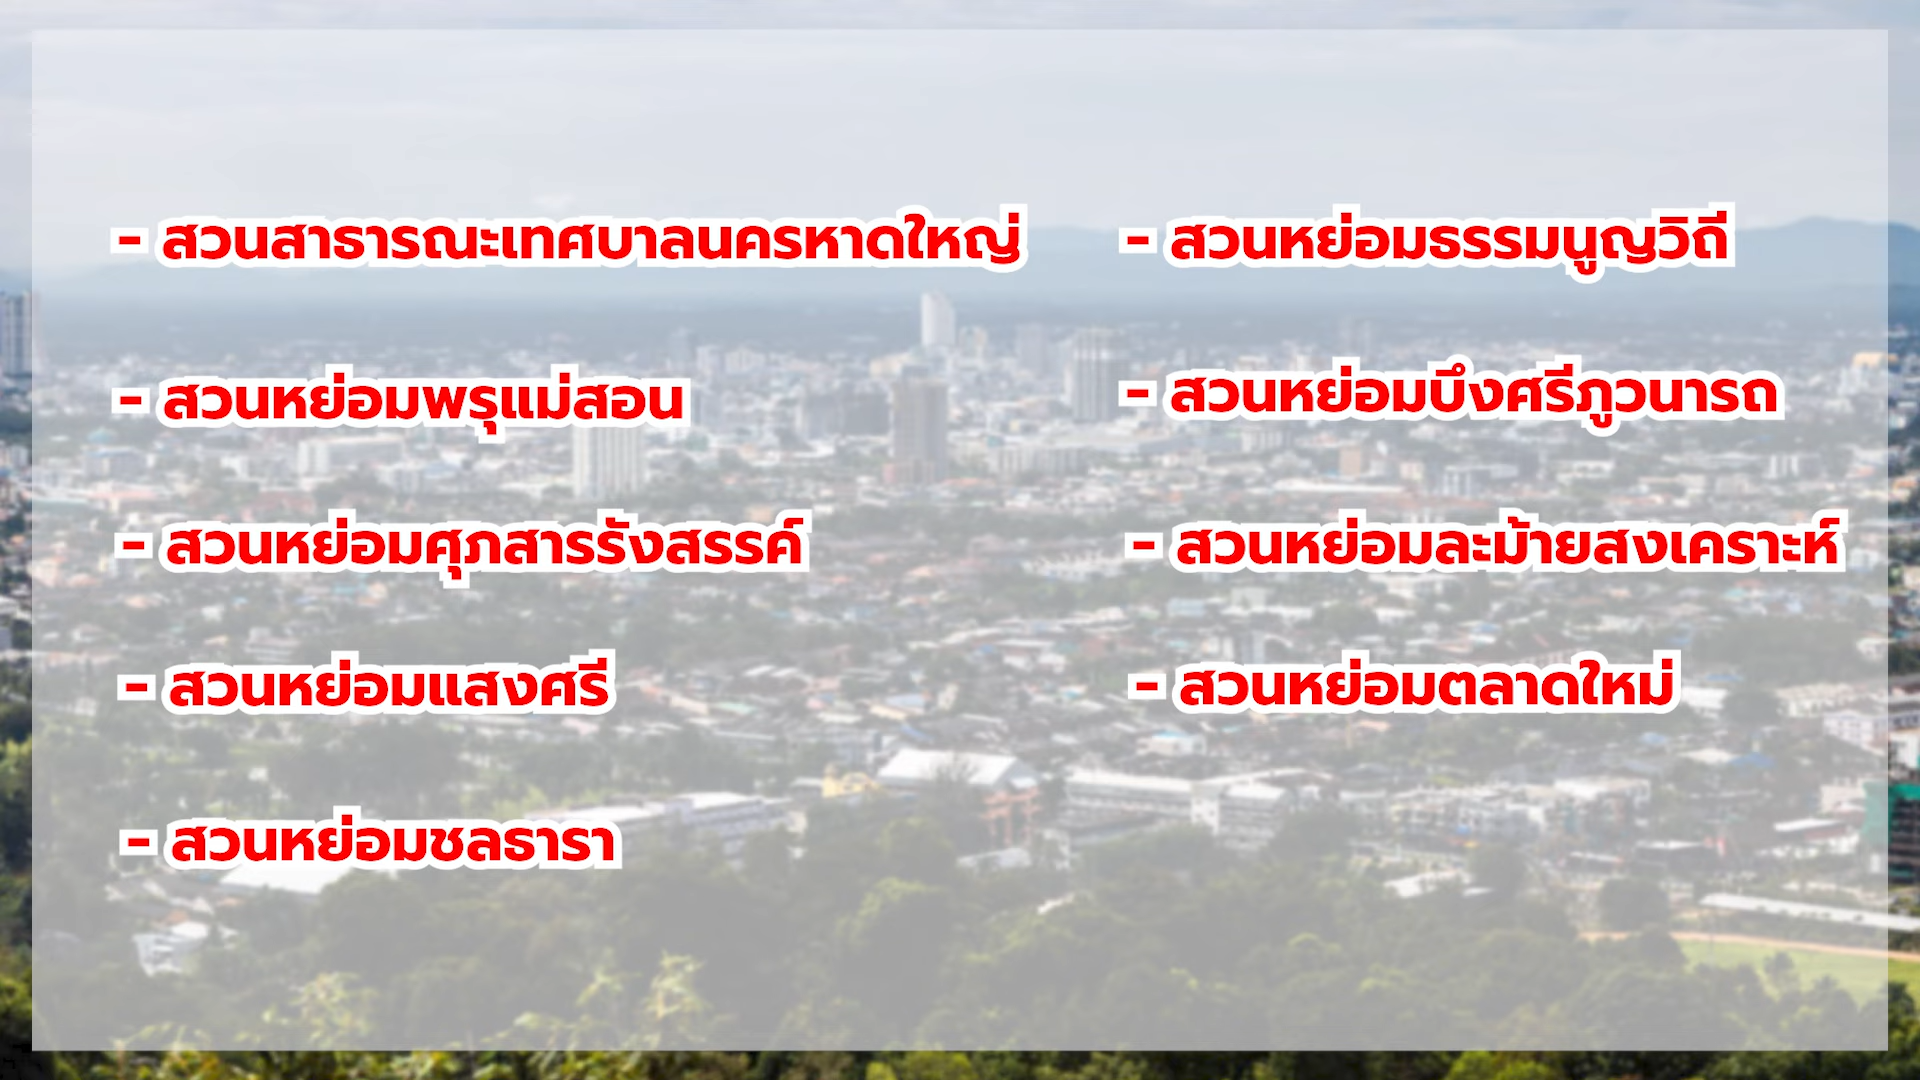 - สวนสาธารณะเทศบาลนครหาดใหญ่
- สวนหย่อมพรุแม่สอน
- สวนหย่อมศุภสารรังสรรค์
- สวนหย่อมแสงศรี
- สวนหย่อมชลธารา
- สวนหย่อมธรรมนูญวิถี
- สวนหย่อมบึงศรีภูวนารถ
- สวนหย่อมละม้ายสงเคราะห์
- สวนหย่อมตลาดใหม่